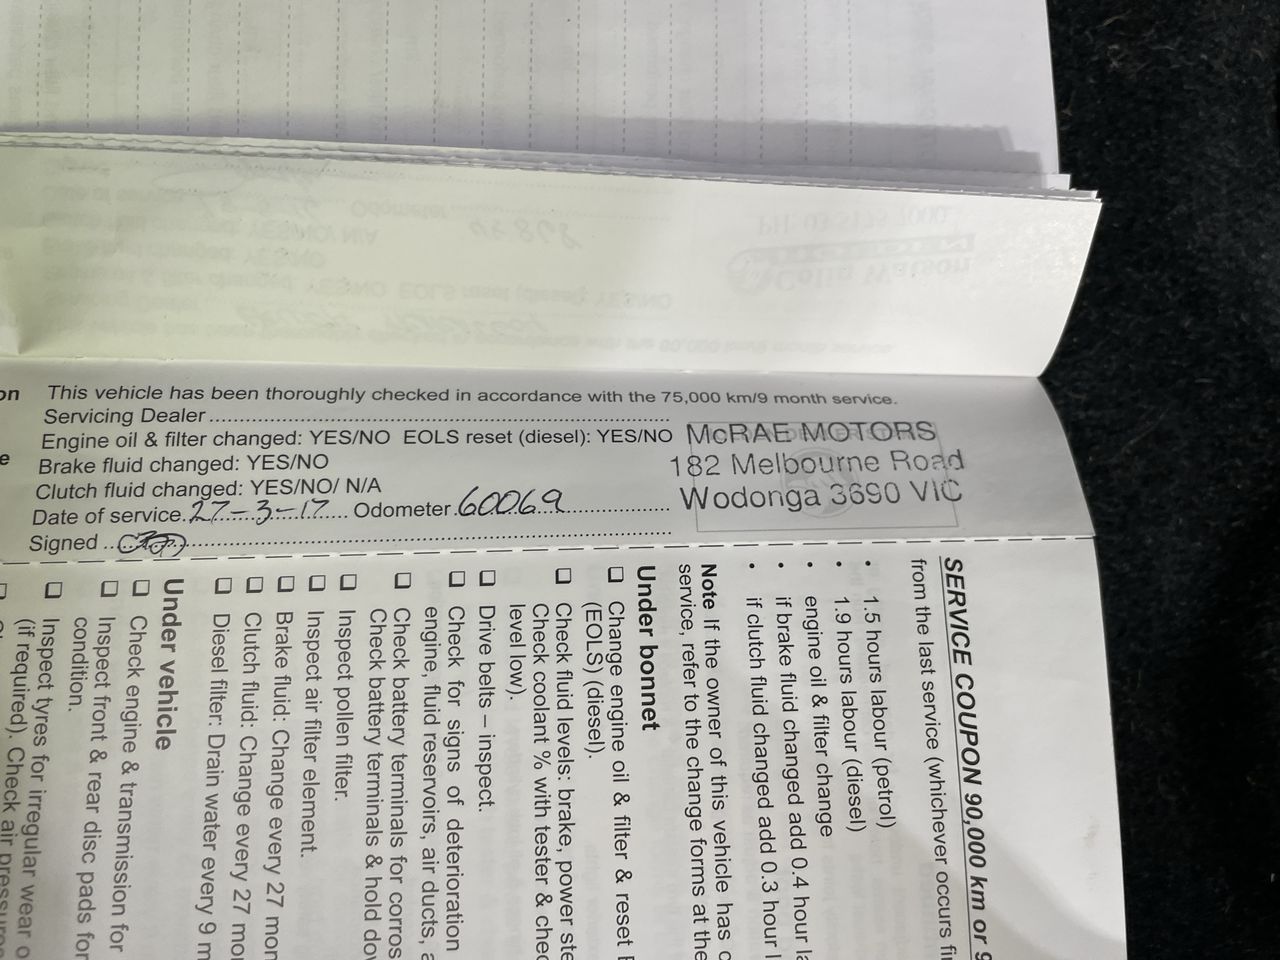 on
This vehicle has been thoroughly checked in accordance with the 75,000 km/9 month service.
Servicing Dealer
Engine oil & filter changed: YES/NO EOLS reset (diesel): YES/NO
Brake fluid changed: YES/NO
Clutch fluid changed: YES/NO/ N/A
Date of service 27-3-17 Odometer 60069
Signed
McRAE MOTORS
182 Melbourne Road
Wodonga 3690 VIC
SERVICE COUPON 90,000 km or 9
from the last service (whichever occurs fi
• 1.5 hours labour (petrol)
• 1.9 hours labour (diesel)
• engine oil & filter change
• if brake fluid changed add 0.4 hour la
• if clutch fluid changed add 0.3 hour l
Note If the owner of this vehicle has c
service, refer to the change forms at the
Under bonnet
❑ Change engine oil & filter & reset E
(EOLS) (diesel).
❑ Check fluid levels: brake, power ste
Check coolant % with tester & chec
level low).
❑ Drive belts – inspect.
❑ Check for signs of deterioration
engine, fluid reservoirs, air ducts, a
❑ Check battery terminals for corros
Check battery terminals & hold dow
❑ Inspect pollen filter.
❑ Inspect air filter element.
❑ Brake fluid: Change every 27 mon
❑ Clutch fluid: Change every 27 mon
❑ Diesel filter: Drain water every 9 m
Under vehicle
❑ Check engine & transmission for
❑ Inspect front & rear disc pads for
condition.
❑ Inspect tyres for irregular wear o
(if required). Check air pressures